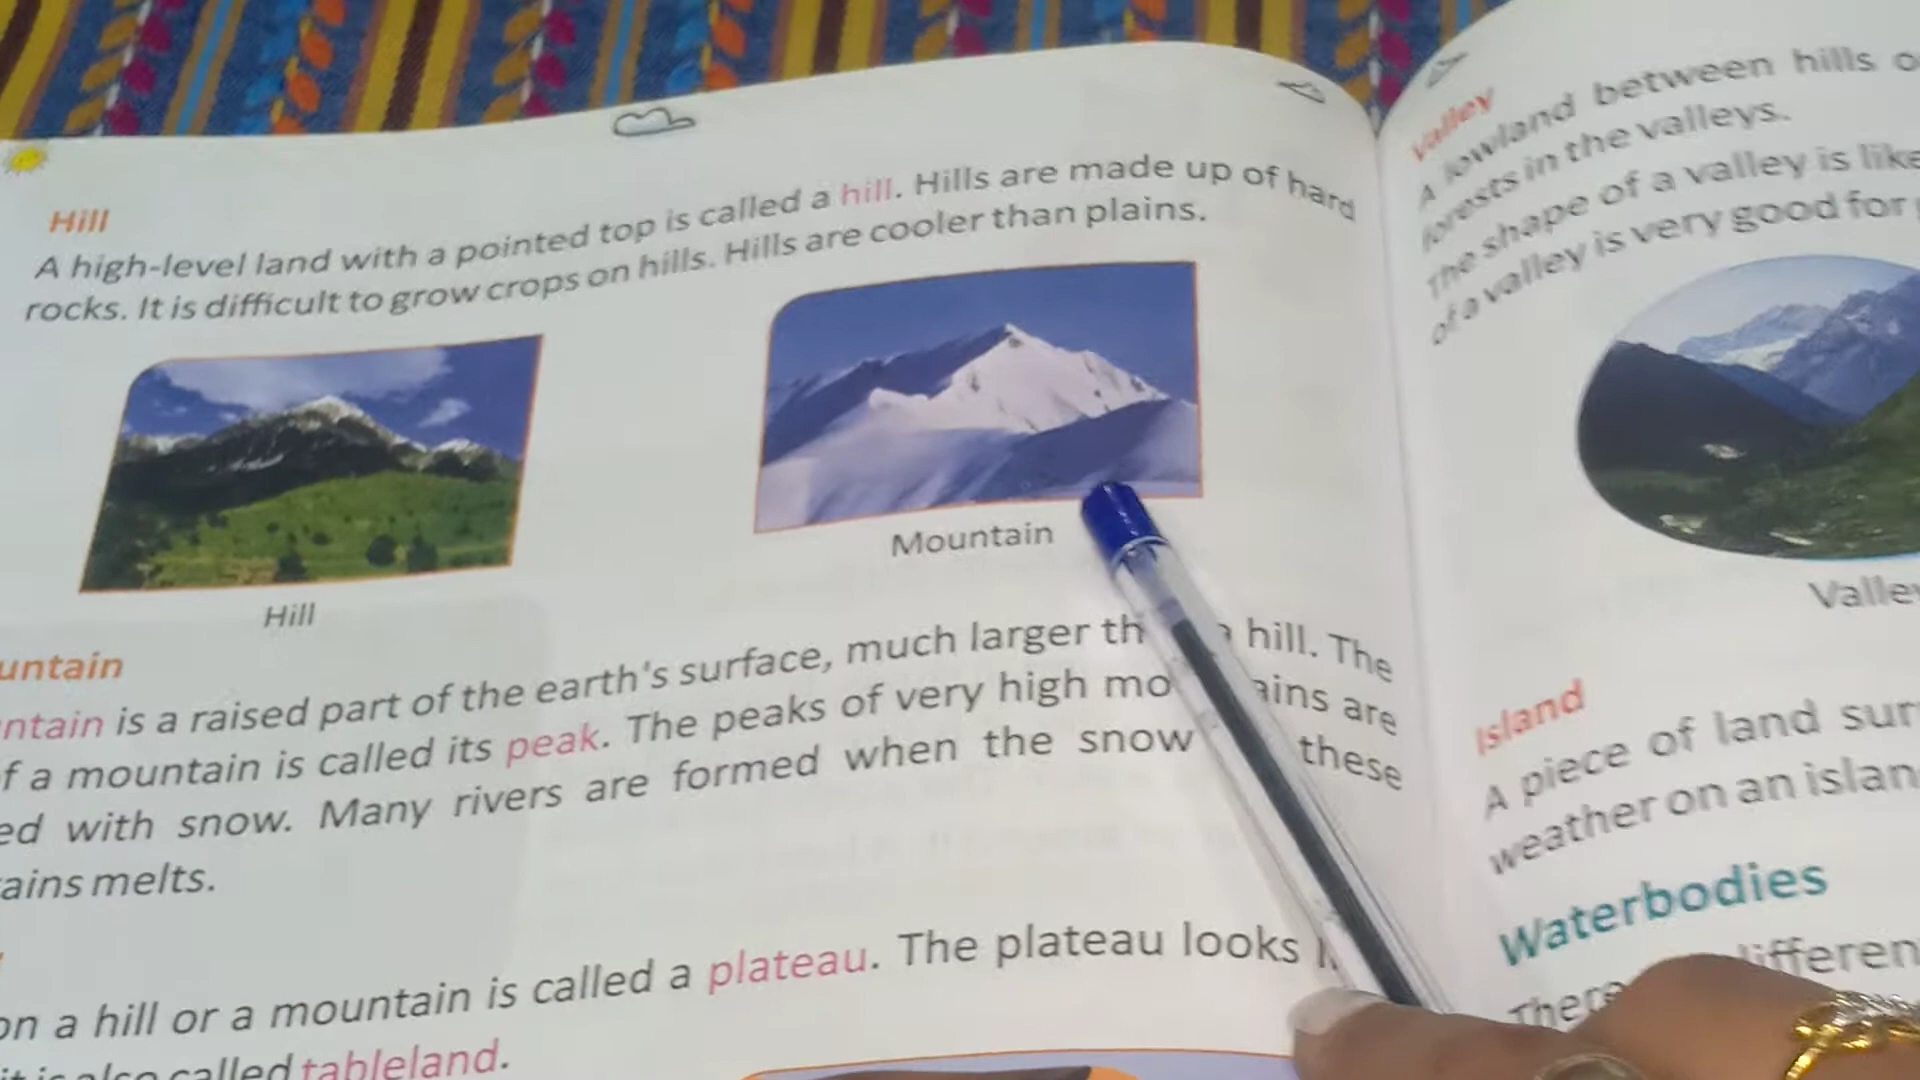 Hill
A high-level land with a pointed top is called a hill. Hills are made up of hard
rocks. It is difficult to grow crops on hills. Hills are cooler than plains.
Hill
Mountain
untain
ntain is a raised part of the earth's surface, much larger th hill. The
f a mountain is called its peak. The peaks of very high mo ains are
ed with snow. Many rivers are formed when the snow these
ains melts.
on a hill or a mountain is called a plateau. The plateau looks
it is also called tableland.
Valley
A lowland between hills o
forests in the valleys.
The shape of a valley is like
of a valley is very good for
Valley
Island
A piece of land sur
weather on an islan
Waterbodies
There differen